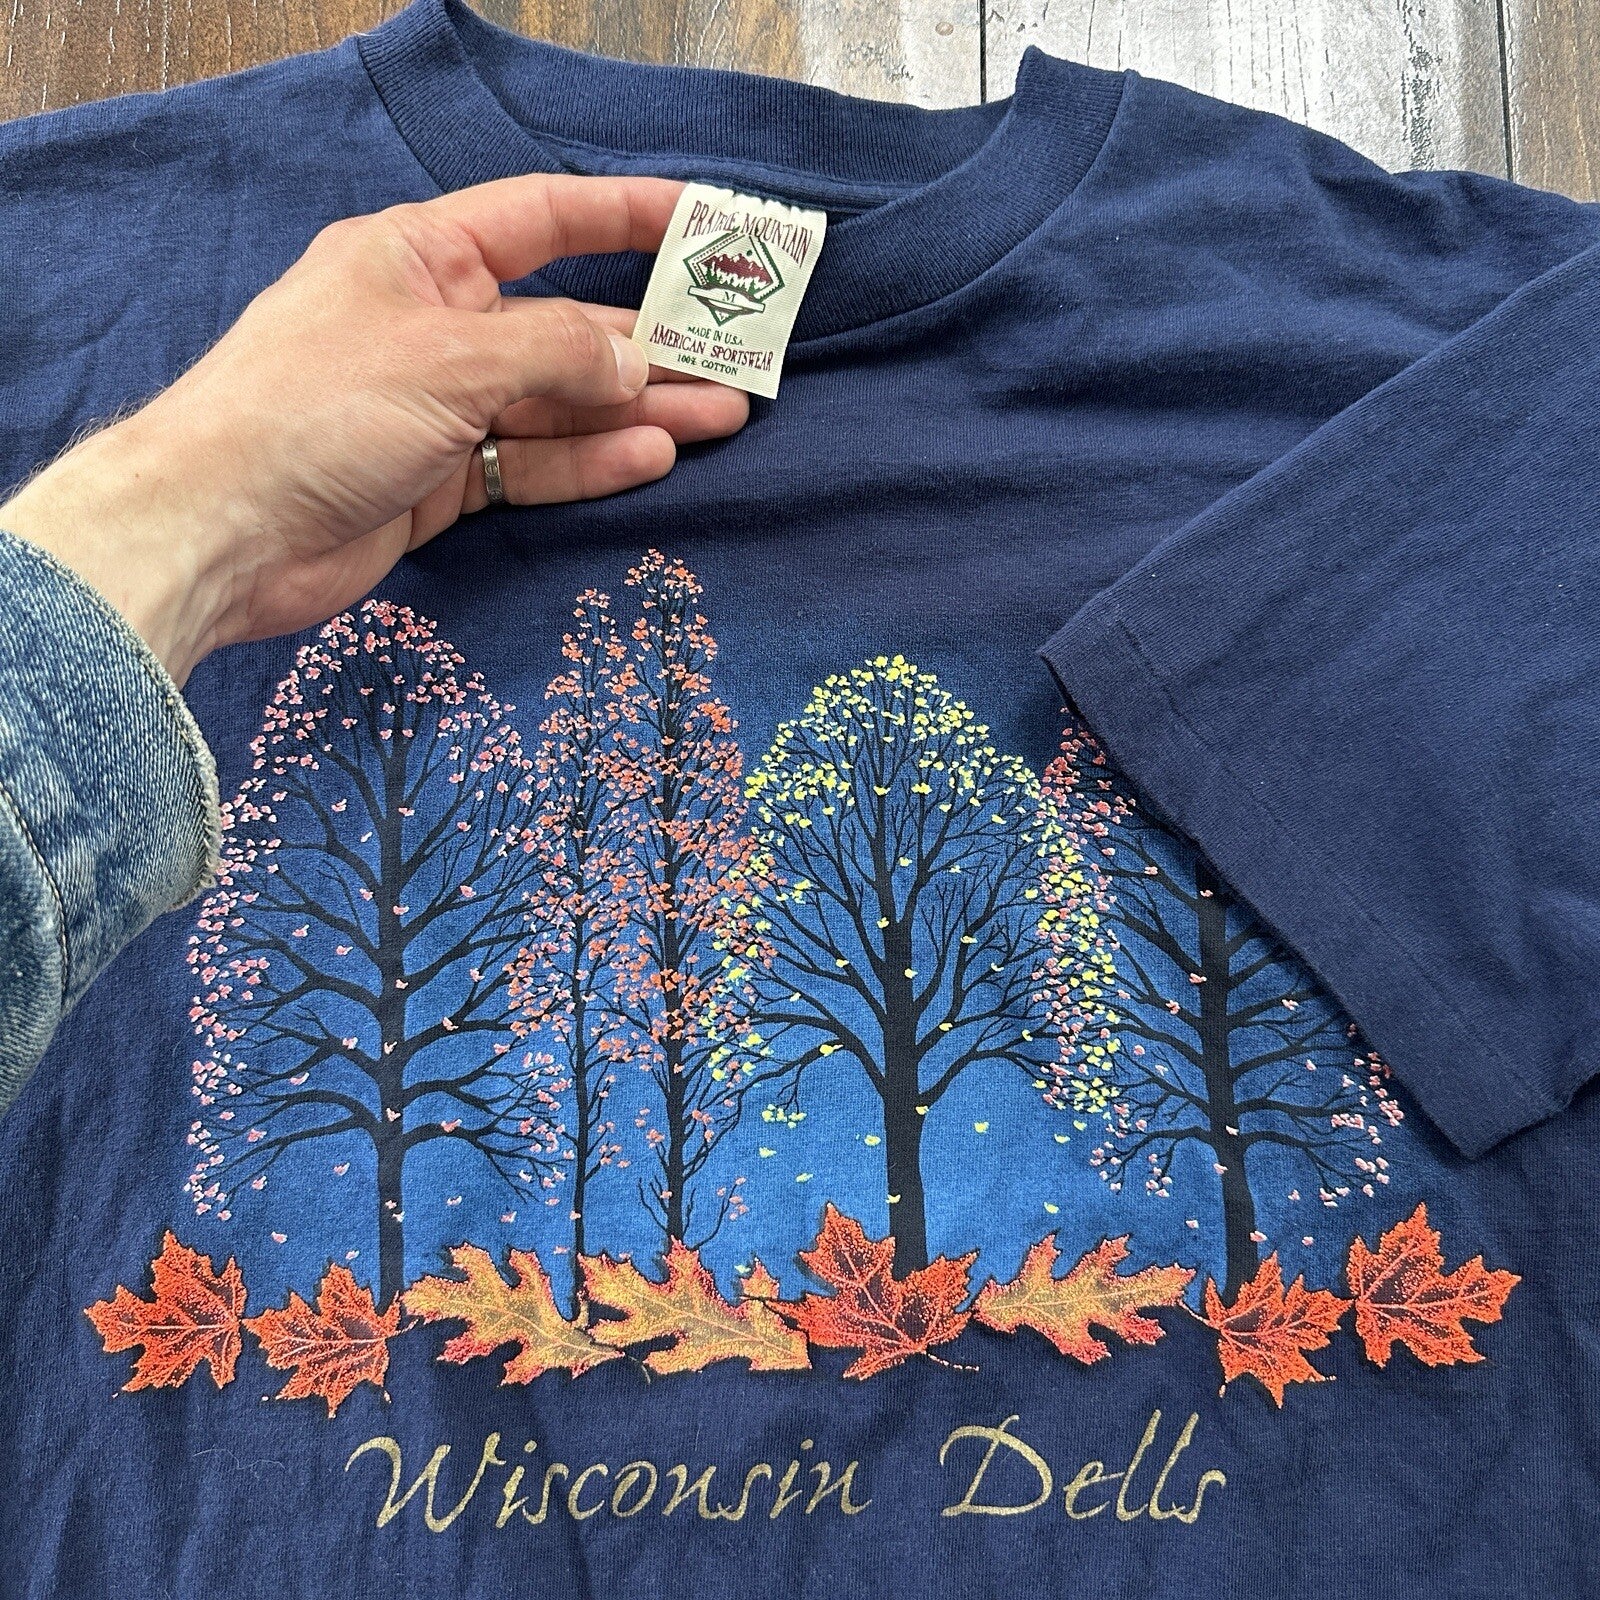 PRAIRIE MOUNTAIN
M
MADE IN U.S.A.
AMERICAN SPORTSWEAR
100% COTTON
Wisconsin Dells